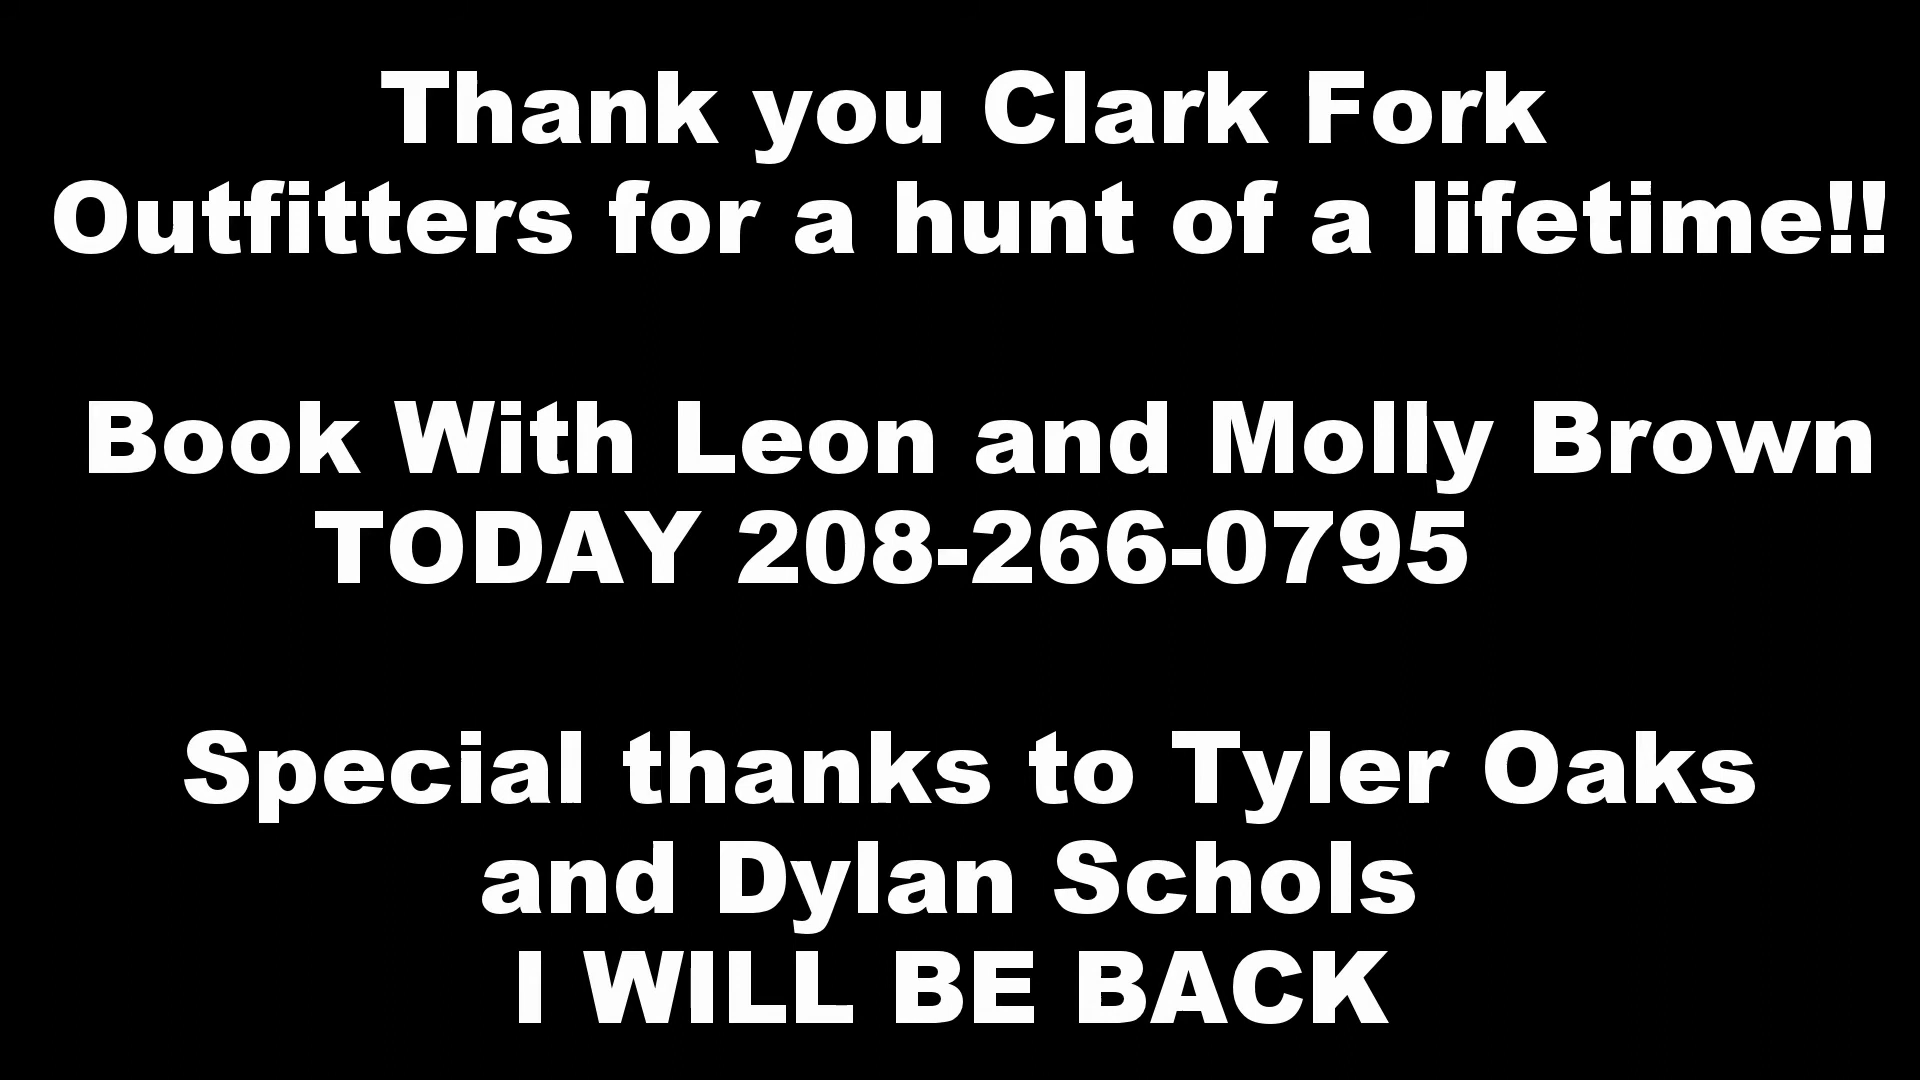 Thank you Clark Fork
Outfitters for a hunt of a lifetime!!
Book With Leon and Molly Brown
TODAY 208-266-0795
Special thanks to Tyler Oaks
and Dylan Schols
I WILL BE BACK